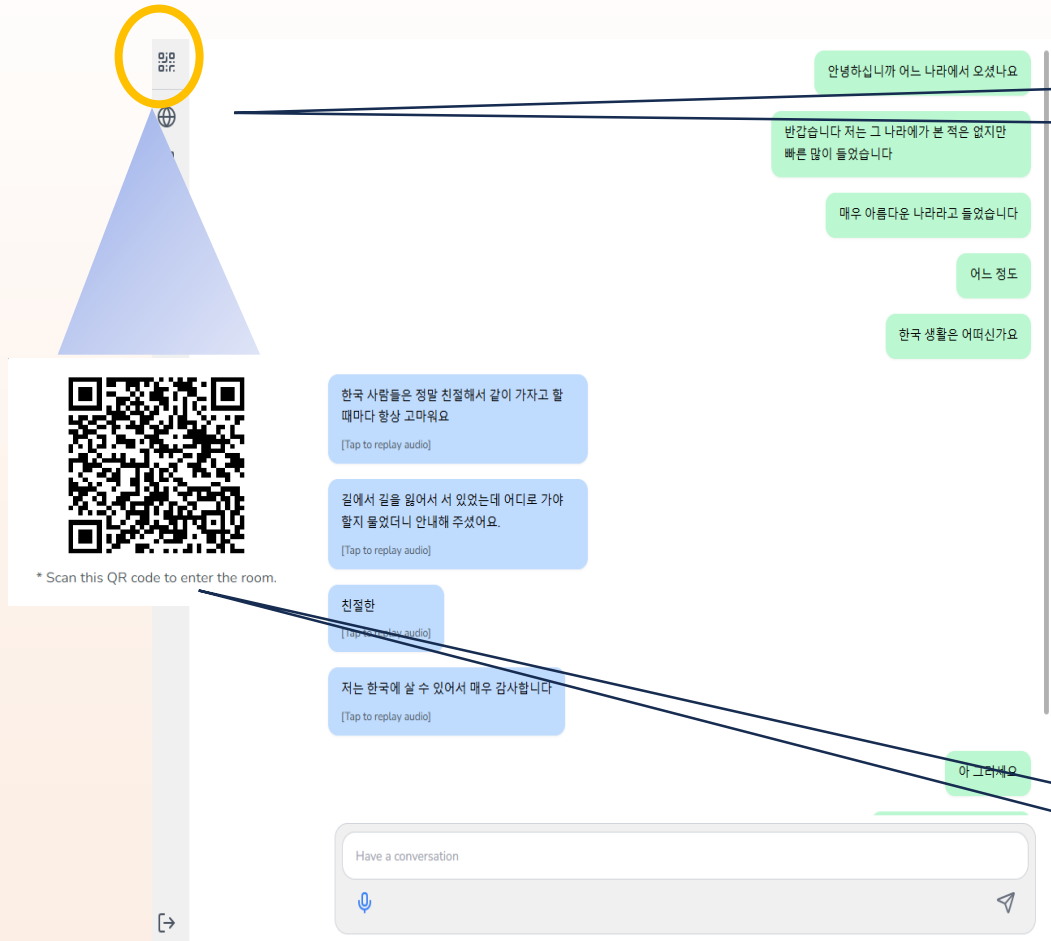 안녕하십니까 어느 나라에서 오셨나요
반갑습니다 저는 그 나라에가 본 적은 없지만
빠른 많이 들었습니다
매우 아름다운 나라라고 들었습니다
어느 정도
한국 생활은 어떠신가요
한국 사람들은 정말 친절해서 같이 가자고 할
때마다 항상 고마워요
[Tap to replay audio]
길에서 길을 잃어서 서 있었는데 어디로 가야
할지 물었더니 안내해 주셨어요.
[Tap to replay audio]
* Scan this QR code to enter the room.
친절한
[Tap to replay audio]
저는 한국에 살 수 있어서 매우 감사합니다
[Tap to replay audio]
아 그러세요
Have a conversation